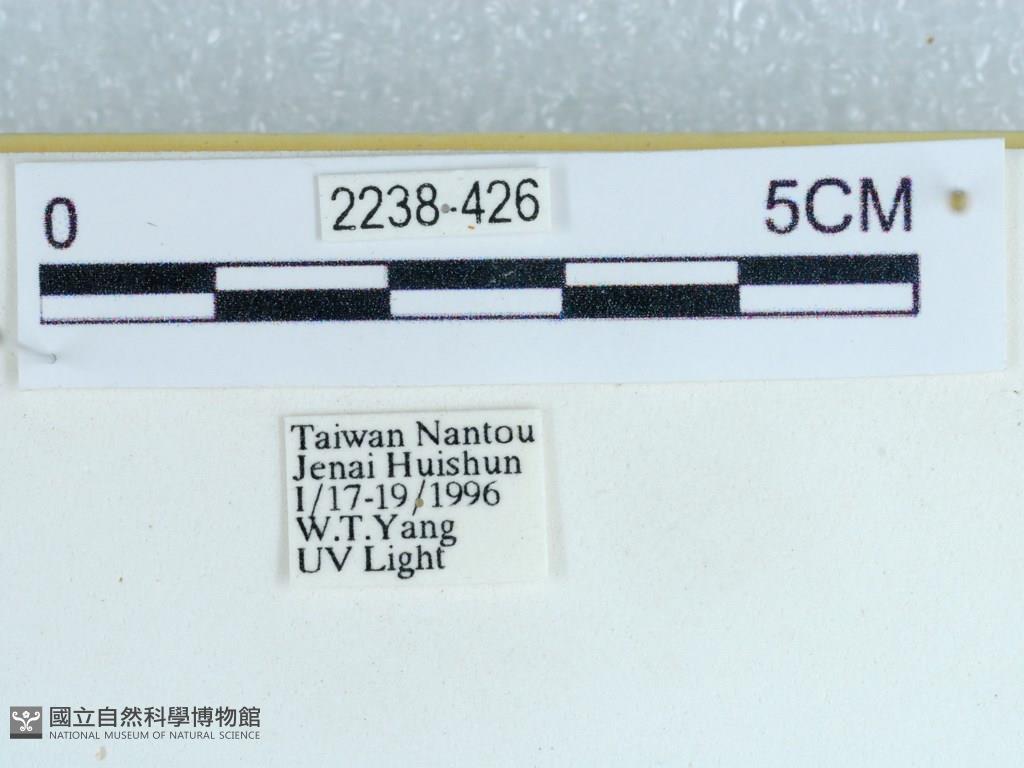 2238-426
0 5CM
Taiwan Nantou
Jenai Huishun
I/17-19/1996
W.T.Yang
UV Light
國立自然科學博物館
NATIONAL MUSEUM OF NATURAL SCIENCE